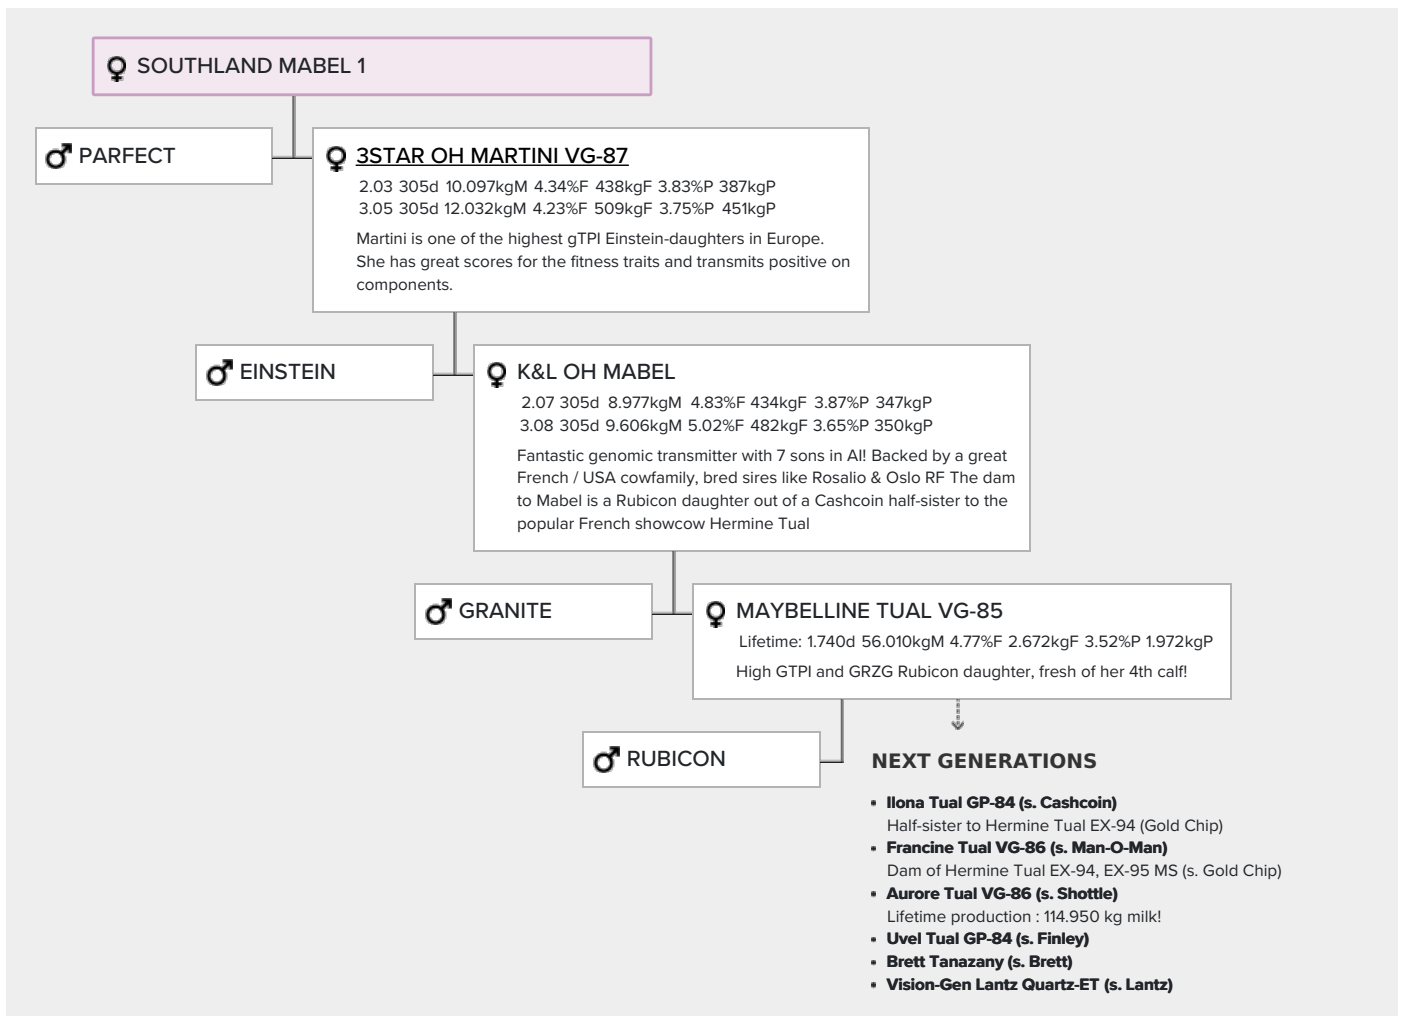 SOUTHLAND MABEL 1
PARFECT
3STAR OH MARTINI VG-87
2.03 305d 10.097kgM 4.34%F 438kgF 3.83%P 387kgP
3.05 305d 12.032kgM 4.23%F 509kgF 3.75%P 451kgP
Martini is one of the highest gTPI Einstein-daughters in Europe.
She has great scores for the fitness traits and transmits positive on
components.
EINSTEIN
K&L OH MABEL
2.07 305d 8.977kgM 4.83%F 434kgF 3.87%P 347kgP
3.08 305d 9.606kgM 5.02%F 482kgF 3.65%P 350kgP
Fantastic genomic transmitter with 7 sons in AI! Backed by a great
French / USA cowfamily, bred sires like Rosalio & Oslo RF The dam
to Mabel is a Rubicon daughter out of a Cashcoin half-sister to the
popular French showcow Hermine Tual
GRANITE
MAYBELLINE TUAL VG-85
Lifetime: 1.740d 56.010kgM 4.77%F 2.672kgF 3.52%P 1.972kgP
High GTPI and GRZG Rubicon daughter, fresh of her 4th calf!
RUBICON
NEXT GENERATIONS
Ilona Tual GP-84 (s. Cashcoin)
Half-sister to Hermine Tual EX-94 (Gold Chip)
Francine Tual VG-86 (s. Man-O-Man)
Dam of Hermine Tual EX-94, EX-95 MS (s. Gold Chip)
Aurore Tual VG-86 (s. Shottle)
Lifetime production : 114.950 kg milk!
Uvel Tual GP-84 (s. Finley)
Brett Tanazany (s. Brett)
Vision-Gen Lantz Quartz-ET (s. Lantz)